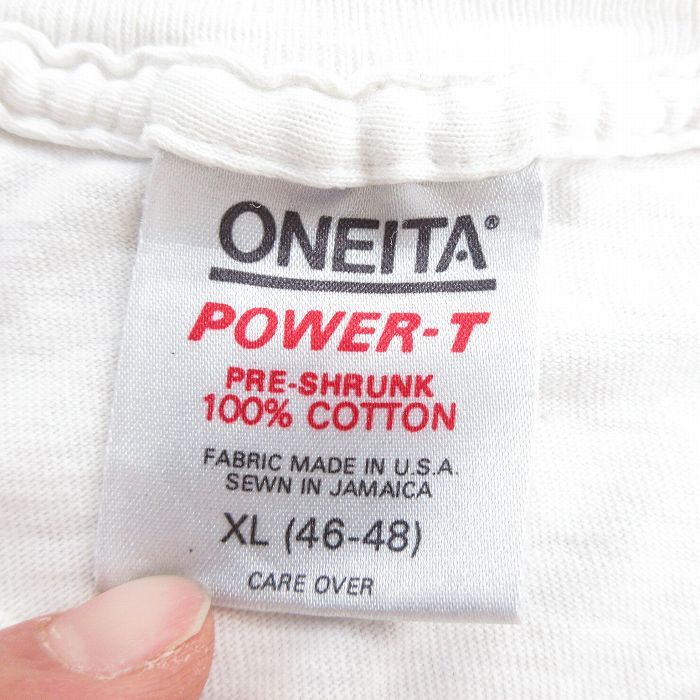 ONEITA®
POWER-T
PRE-SHRUNK
100% COTTON
FABRIC MADE IN U.S.A.
SEWN IN JAMAICA
XL (46-48)
CARE OVER